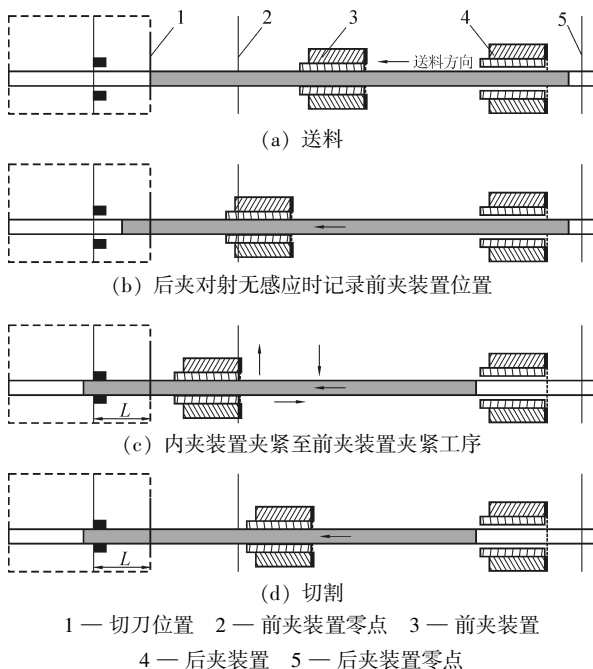 1 2 3 4 5
送料方向
(a) 送料
(b) 后夹对射无感应时记录前夹装置位置
L
(c) 内夹装置夹紧至前夹装置夹紧工序
L
(d) 切割
1 — 切刀位置 2 — 前夹装置零点 3 — 前夹装置
4 — 后夹装置 5 — 后夹装置零点